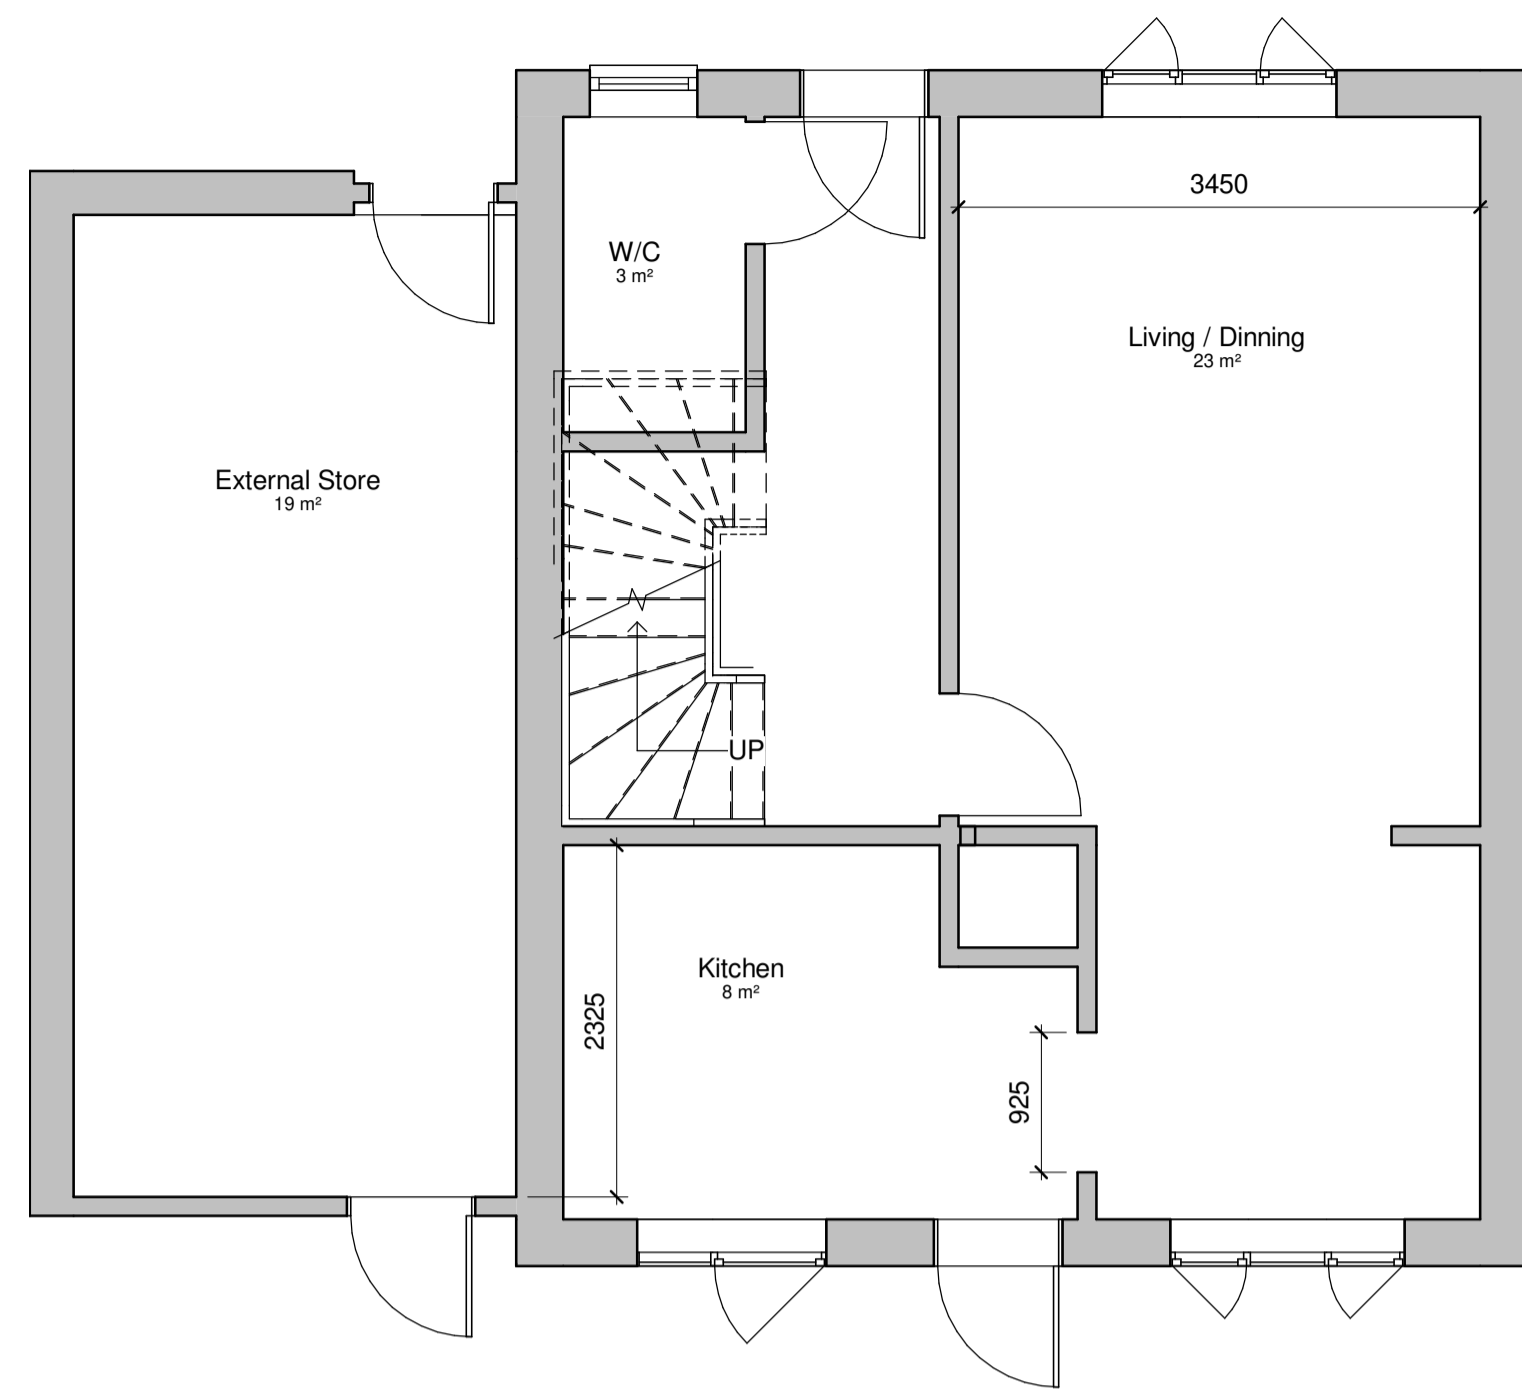 3450
W/C
3 m²
Living / Dinning
23 m²
External Store
19 m²
UP
Kitchen
8 m²
2325
925